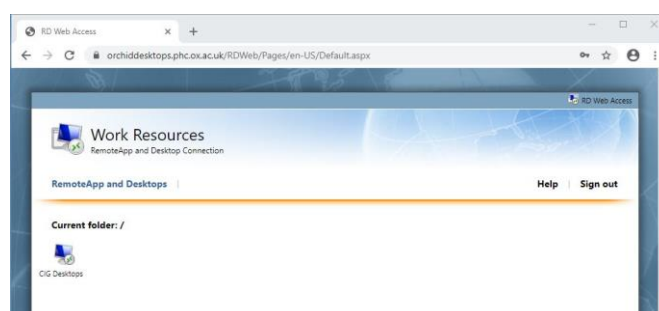 RD Web Access
orchiddesktops.phc.ox.ac.uk/RDWeb/Pages/en-US/Default.aspx
RD Web Access
Work Resources
RemoteApp and Desktop Connection
RemoteApp and Desktops
Help
Sign out
Current folder: /
CIG Desktops